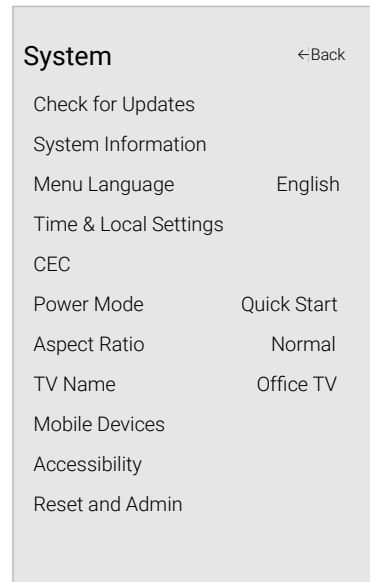 System ←Back
Check for Updates
System Information
Menu Language English
Time & Local Settings
CEC
Power Mode Quick Start
Aspect Ratio Normal
TV Name Office TV
Mobile Devices
Accessibility
Reset and Admin